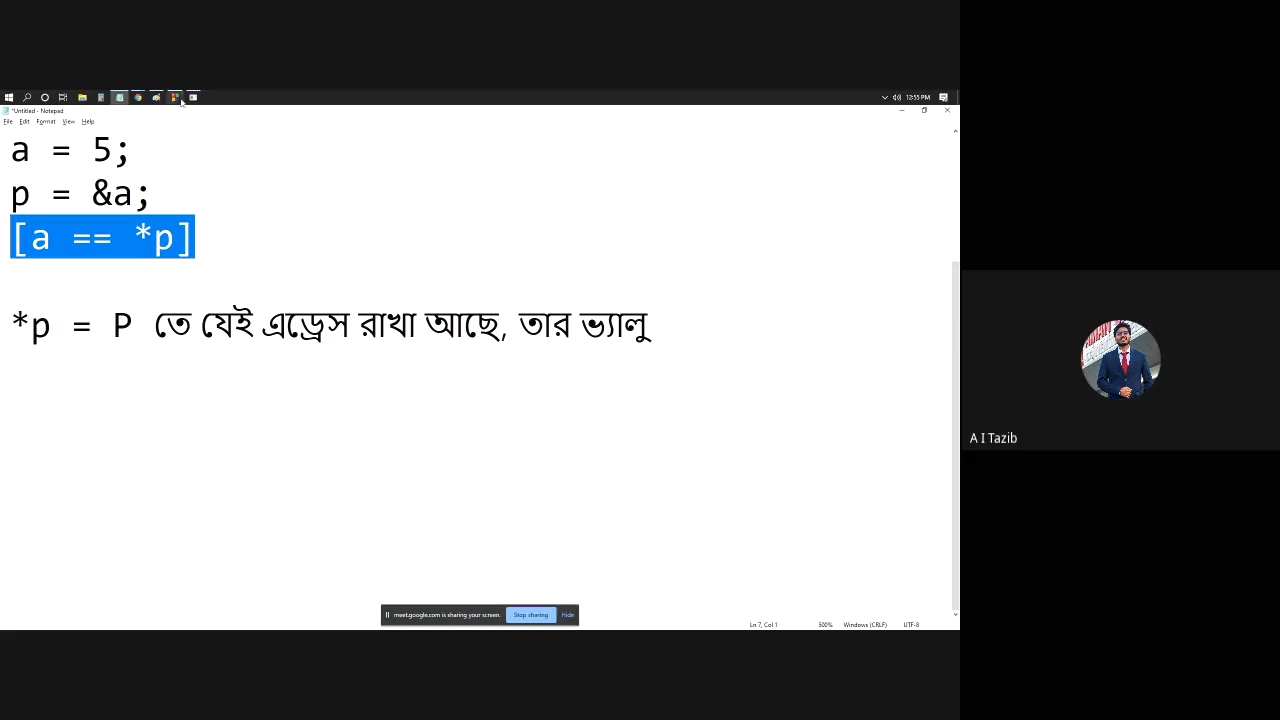 12:55 PM
*Untitled - Notepad
File Edit Format View Help
a = 5;
p = &a;
[a == *p]
*p = P তে যেই এড্রেস রাখা আছে, তার ভ্যালু
A I Tazib
meet.google.com is sharing your screen. Stop sharing Hide
Ln 7, Col 1 500% Windows (CRLF) UTF-8